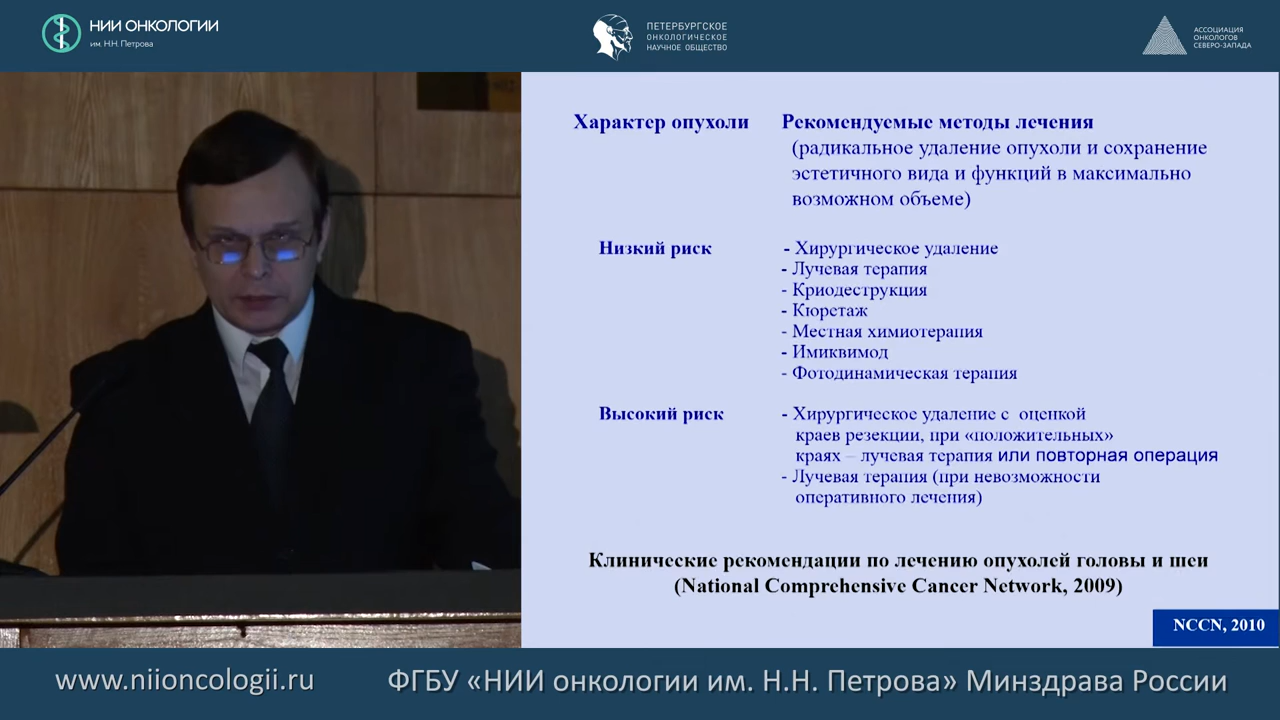 НИИ ОНКОЛОГИИ
им. Н.Н. Петрова
ПЕТЕРБУРГСКОЕ
ОНКОЛОГИЧЕСКОЕ
НАУЧНОЕ ОБЩЕСТВО
АССОЦИАЦИЯ
ОНКОЛОГОВ
СЕВЕРО-ЗАПАДА
Характер опухоли Рекомендуемые методы лечения
(радикальное удаление опухоли и сохранение
эстетичного вида и функций в максимально
возможном объеме)
Низкий риск - Хирургическое удаление
- Лучевая терапия
- Криодеструкция
- Кюретаж
- Местная химиотерапия
- Имиквимод
- Фотодинамическая терапия
Высокий риск - Хирургическое удаление с оценкой
краев резекции, при «положительных»
краях – лучевая терапия или повторная операция
- Лучевая терапия (при невозможности
оперативного лечения)
Клинические рекомендации по лечению опухолей головы и шеи
(National Comprehensive Cancer Network, 2009)
NCCN, 2010
www.niioncologii.ru ФГБУ «НИИ онкологии им. Н.Н. Петрова» Минздрава России